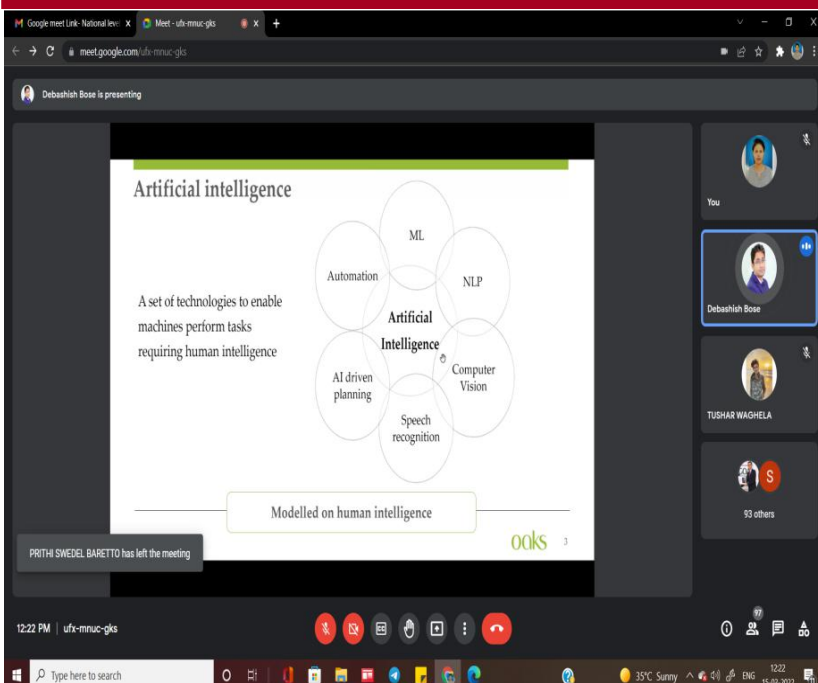 Google meet Link- National leve
Meet - ufx-mnuc-gks
meet.google.com/ufx-mnuc-gks
Debashish Bose is presenting
Artificial intelligence
A set of technologies to enable
machines perform tasks
requiring human intelligence
ML
Automation
NLP
Artificial
Intelligence
AI driven
planning
Computer
Vision
Speech
recognition
Modelled on human intelligence
oaks 3
You
Debashish Bose
TUSHAR WAGHELA
S
93 others
PRITHI SWEDEL BARETTO has left the meeting
12:22 PM | ufx-mnuc-gks
CC
97
Type here to search
35°C Sunny
ENG
12:22
15-03-2022